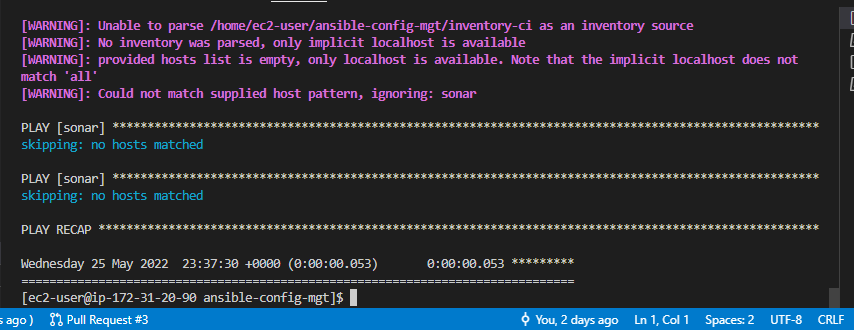 [WARNING]: Unable to parse /home/ec2-user/ansible-config-mgt/inventory-ci as an inventory source
[WARNING]: No inventory was parsed, only implicit localhost is available
[WARNING]: provided hosts list is empty, only localhost is available. Note that the implicit localhost does not
match 'all'
[WARNING]: Could not match supplied host pattern, ignoring: sonar
PLAY [sonar] *****************************************************************************************************
skipping: no hosts matched
PLAY [sonar] *****************************************************************************************************
skipping: no hosts matched
PLAY RECAP *******************************************************************************************************
Wednesday 25 May 2022  23:37:30 +0000 (0:00:00.053)       0:00:00.053 *********
===============================================================================
[ec2-user@ip-172-31-20-90 ansible-config-mgt]$
s ago ) Pull Request #3 You, 2 days ago Ln 1, Col 1 Spaces: 2 UTF-8 CRLF